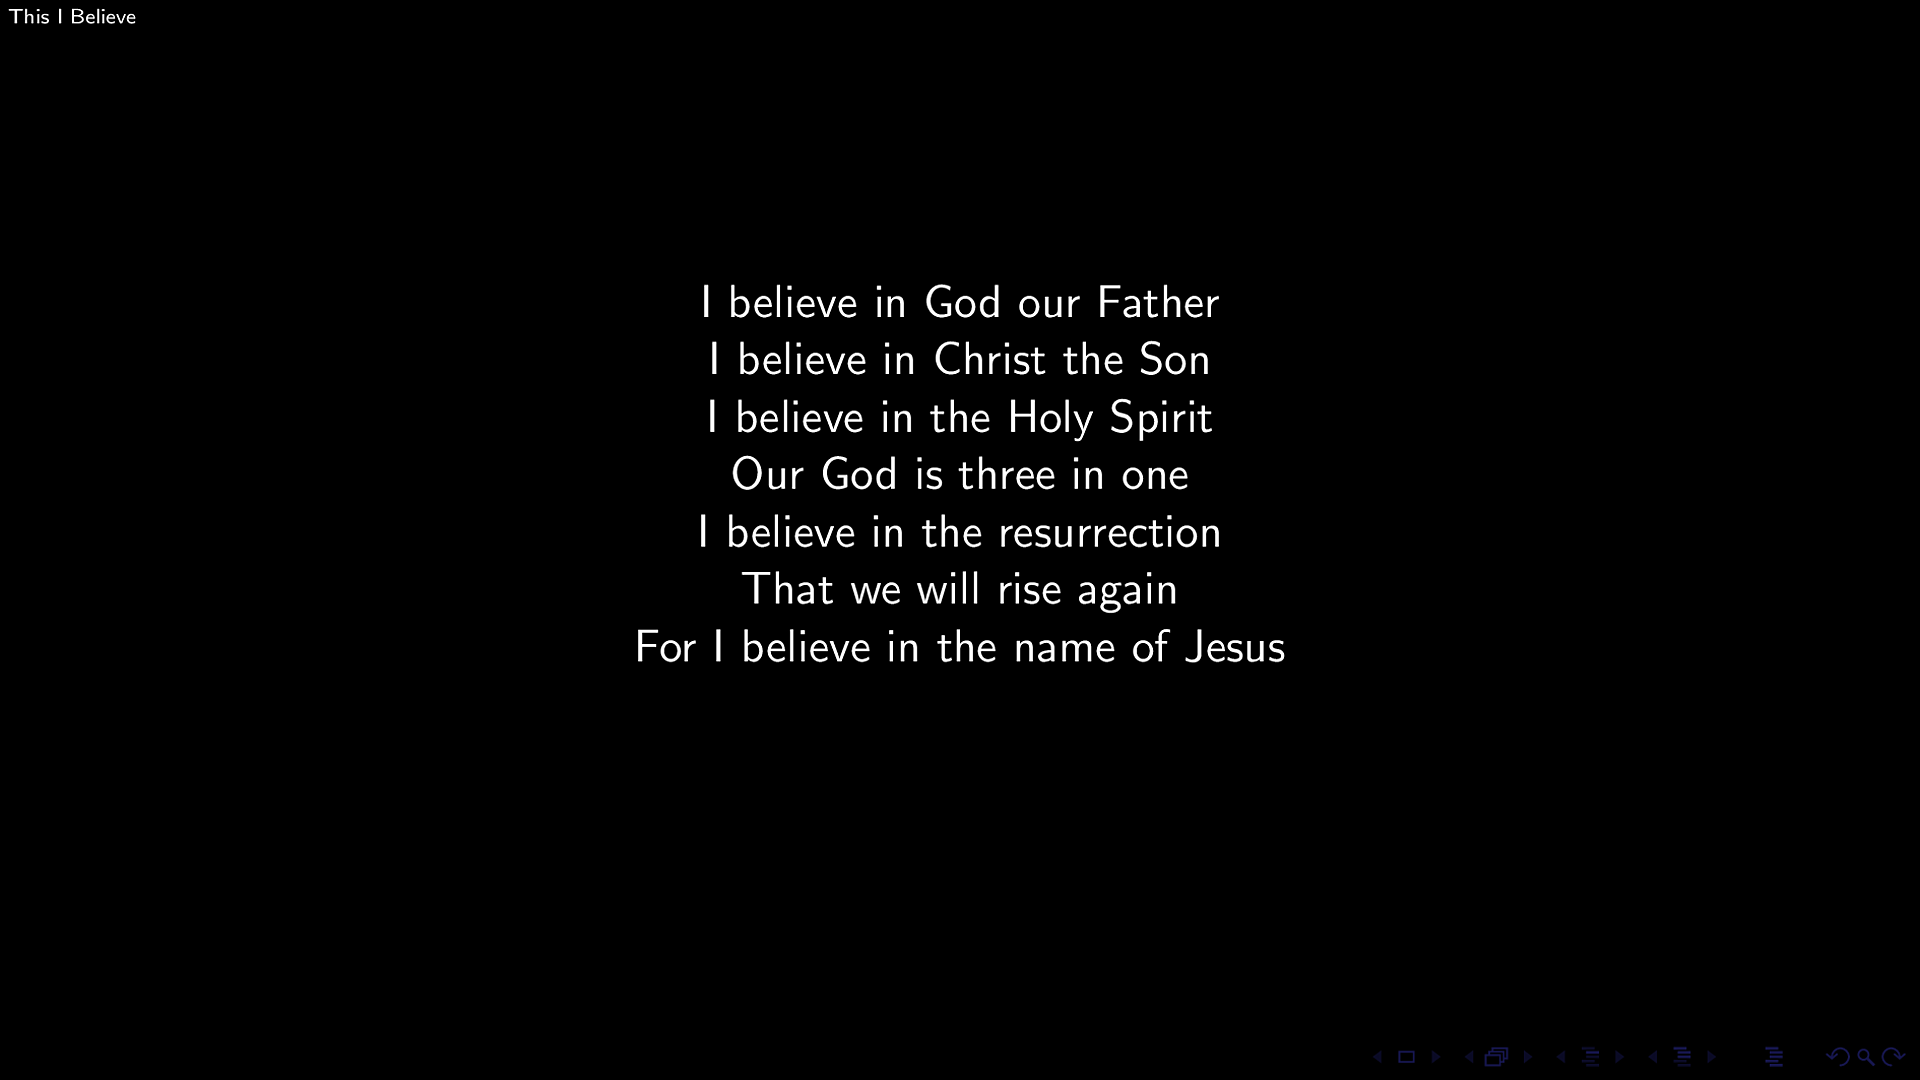 This I Believe
I believe in God our Father
I believe in Christ the Son
I believe in the Holy Spirit
Our God is three in one
I believe in the resurrection
That we will rise again
For I believe in the name of Jesus